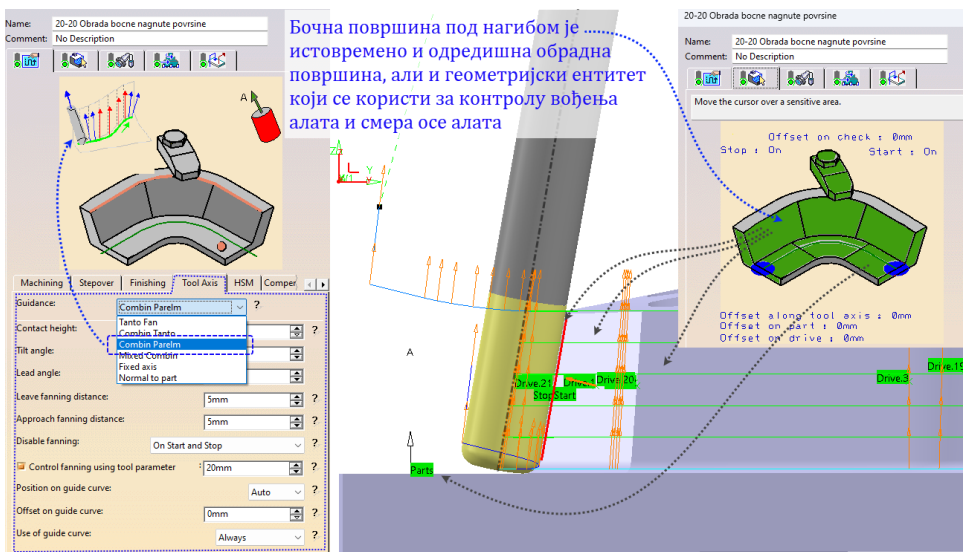 Name:
20-20 Obrada bocne nagnute povrsine
Comment:
No Description
A
Machining
Stepover
Finishing
Tool Axis
HSM
Guidance:
Combin Parelm
?
Tanto Fan
Combin Tanto
Combin Parelm
Mixed Combin
Fixed axis
Normal to part
Contact height:
?
Tilt angle:
?
Lead angle:
?
Leave fanning distance:
5mm
?
Approach fanning distance:
5mm
?
Disable fanning:
On Start and Stop
?
Control fanning using tool parameter
20mm
?
Position on guide curve:
Auto
?
Offset on guide curve:
0mm
?
Use of guide curve:
Always
?
Бочна површина под нагибом је
истовремено и одредишна обрадна
површина, али и геометријски ентитет
који се користи за контролу вођења
алата и смера осе алата
Z
Y
A
Drive.21
Drive.20
Stop
Start
Drive.3
Drive.19
Parts
20-20 Obrada bocne nagnute povrsine
Name:
20-20 Obrada bocne nagnute povrsine
Comment:
No Description
Move the cursor over a sensitive area.
Offset on check : 0mm
Stop : On
Start : On
Offset along tool axis : 0mm
Offset on part : 0mm
Offset on drive : 0mm